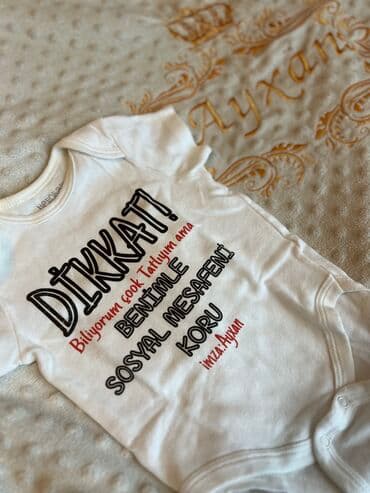 Ayxan
DİKKAT!
Biliyorum çook Tatlıyım ama
BENİMLE
SOSYAL MESAFENİ
KORU
imza:Ayxan